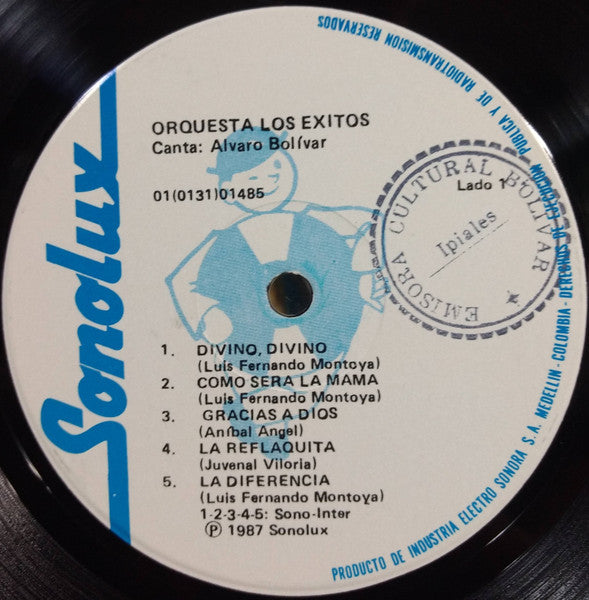 Sonolux
ORQUESTA LOS EXITOS
Canta: Alvaro Bolívar
01(0131)01485
Lado 1
EMISORA CULTURAL BOLIVAR
Ipiales
1. DIVINO, DIVINO
(Luis Fernando Montoya)
2. COMO SERA LA MAMA
(Luis Fernando Montoya)
3. GRACIAS A DIOS
(Aníbal Angel)
4. LA REFLAQUITA
(Juvenal Viloria)
5. LA DIFERENCIA
(Luis Fernando Montoya)
1-2-3-4-5: Sono-Inter
Ⓟ 1987 Sonolux
PRODUCTO DE INDUSTRIA ELECTRO SONORA S.A. MEDELLIN - COLOMBIA - DERECHOS DE EJECUCION PUBLICA Y DE RADIOTRANSMISION RESERVADOS